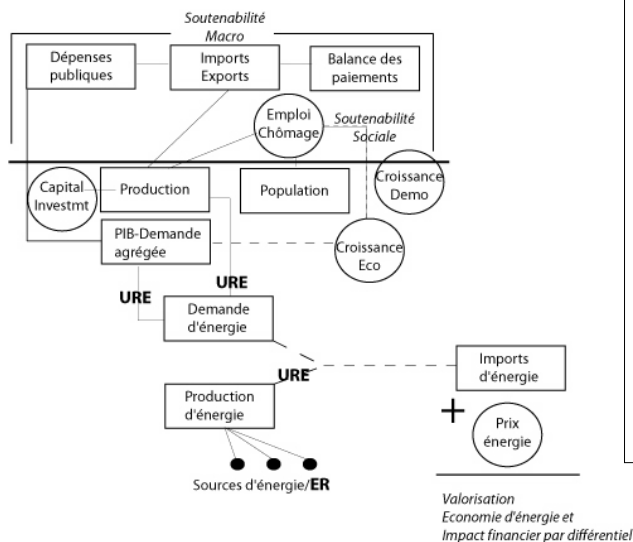 Soutenabilité
Macro
Dépenses
publiques
Imports
Exports
Balance des
paiements
Emploi
Chômage
Soutenabilité
Sociale
Capital
Investmt
Production
Population
Croissance
Demo
PIB-Demande
agrégée
Croissance
Eco
URE
URE
Demande
d'énergie
URE
Imports
d'énergie
Production
d'énergie
+
Prix
énergie
Sources d'énergie/ER
Valorisation
Economie d'énergie et
Impact financier par différentiel